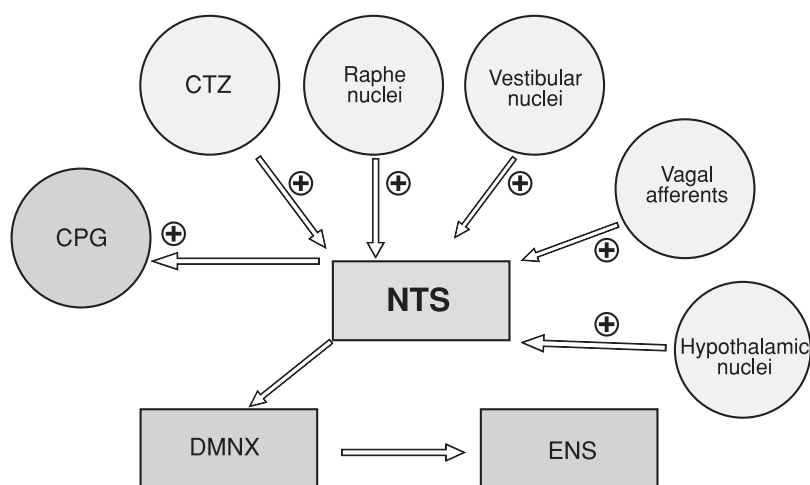 CTZ
Raphe
nuclei
Vestibular
nuclei
Vagal
afferents
CPG
NTS
Hypothalamic
nuclei
DMNX
ENS